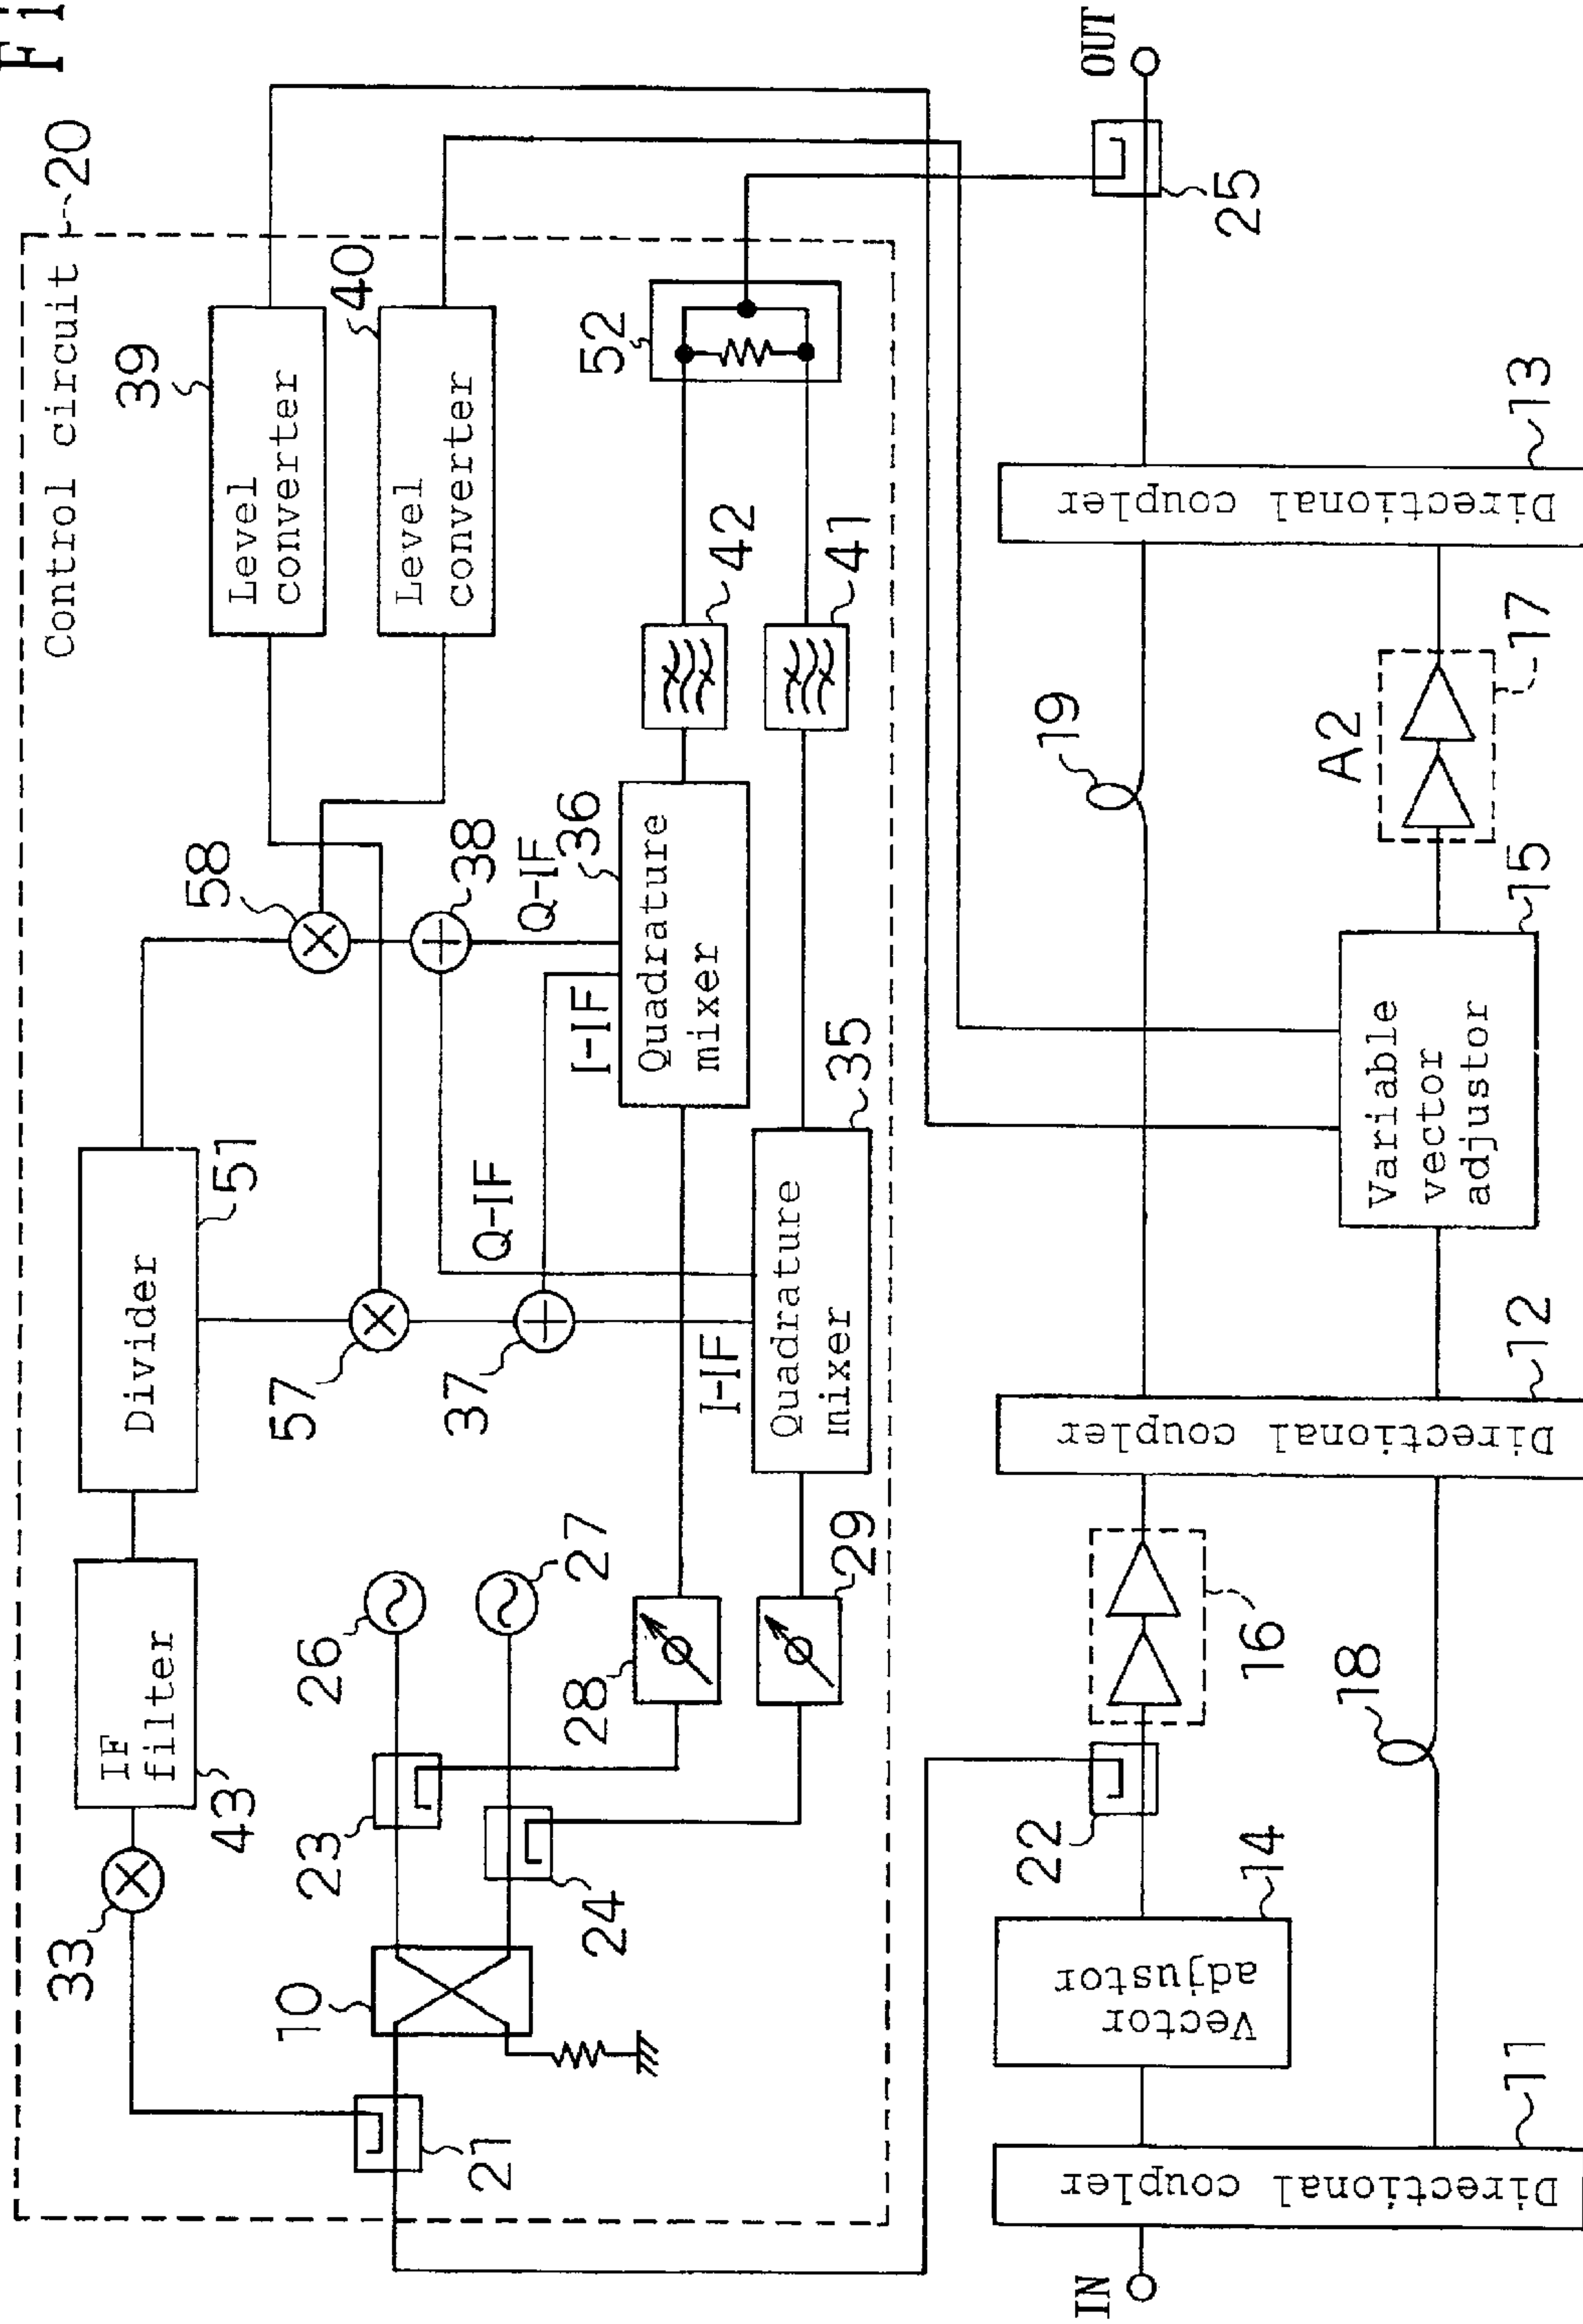 Fi
Control circuit
20
39
Level
converter
40
Level
converter
52
42
41
58
38
Q-IF
36
I-IF
Quadrature
mixer
35
Divider
51
57
37
Q-IF
I-IF
Quadrature
mixer
IF
filter
43
33
26
27
28
29
23
24
10
21
OUT
25
Directional coupler
13
19
A2
17
Variable
vector
adjustor
15
Directional coupler
12
16
18
22
Vector
adjustor
14
Directional coupler
11
IN